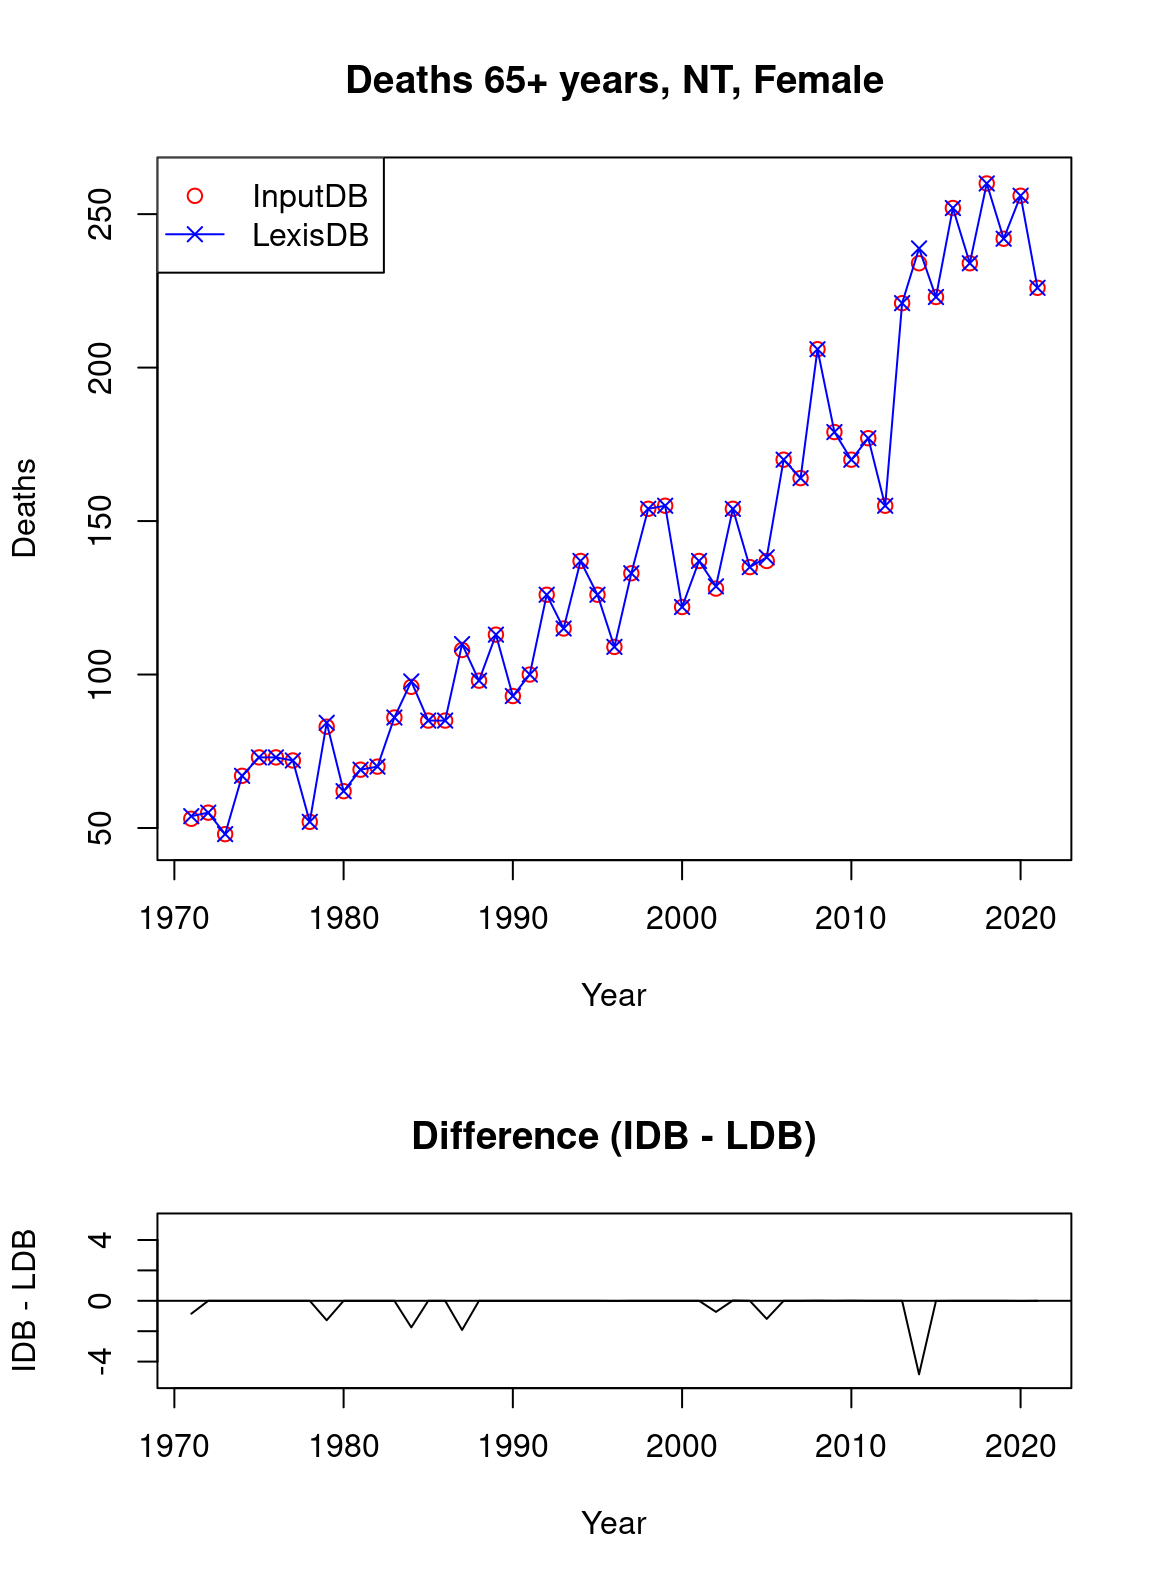 Deaths 65+ years, NT, Female
InputDB
LexisDB
Deaths
250
200
150
100
50
1970 1980 1990 2000 2010 2020
Year
Difference (IDB - LDB)
IDB - LDB
4
0
-4
1970 1980 1990 2000 2010 2020
Year